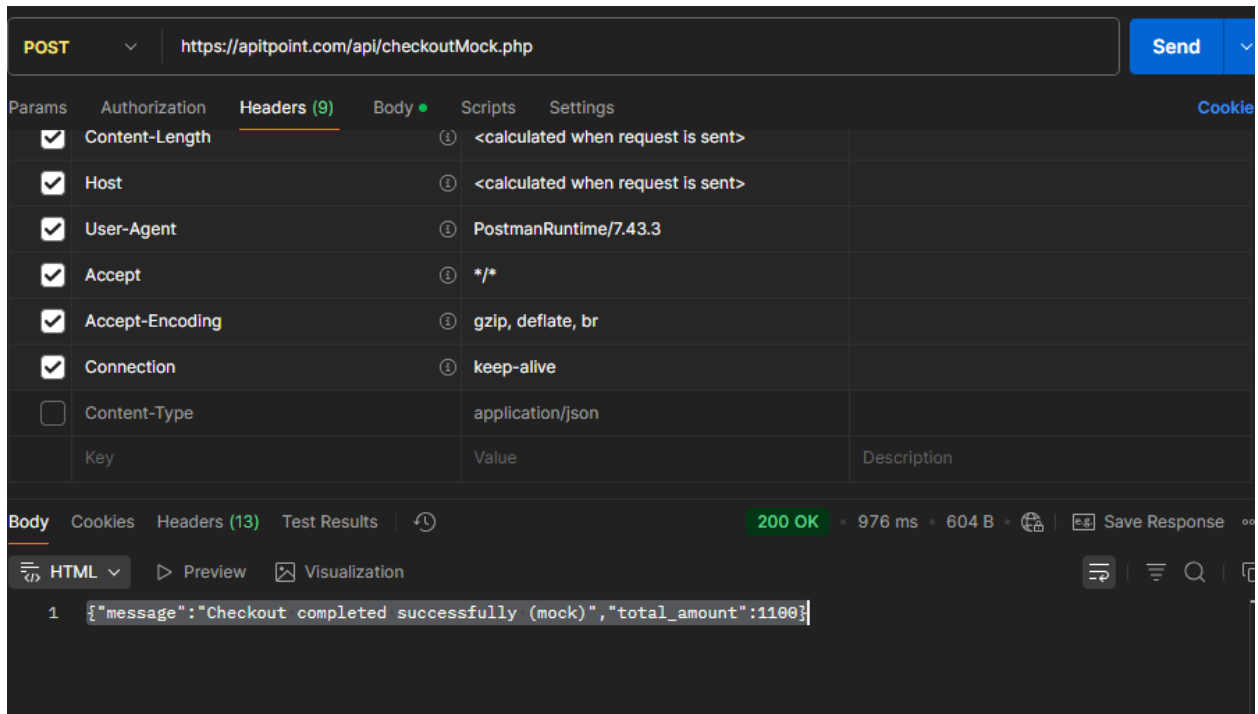 POST https://apitpoint.com/api/checkoutMock.php Send
Params Authorization Headers (9) Body Scripts Settings Cookie
Content-Length <calculated when request is sent>
Host <calculated when request is sent>
User-Agent PostmanRuntime/7.43.3
Accept */*
Accept-Encoding gzip, deflate, br
Connection keep-alive
Content-Type application/json
Key Value Description
Body Cookies Headers (13) Test Results 200 OK • 976 ms • 604 B • e.g. Save Response
HTML Preview Visualization
1 {"message":"Checkout completed successfully (mock)","total_amount":1100}